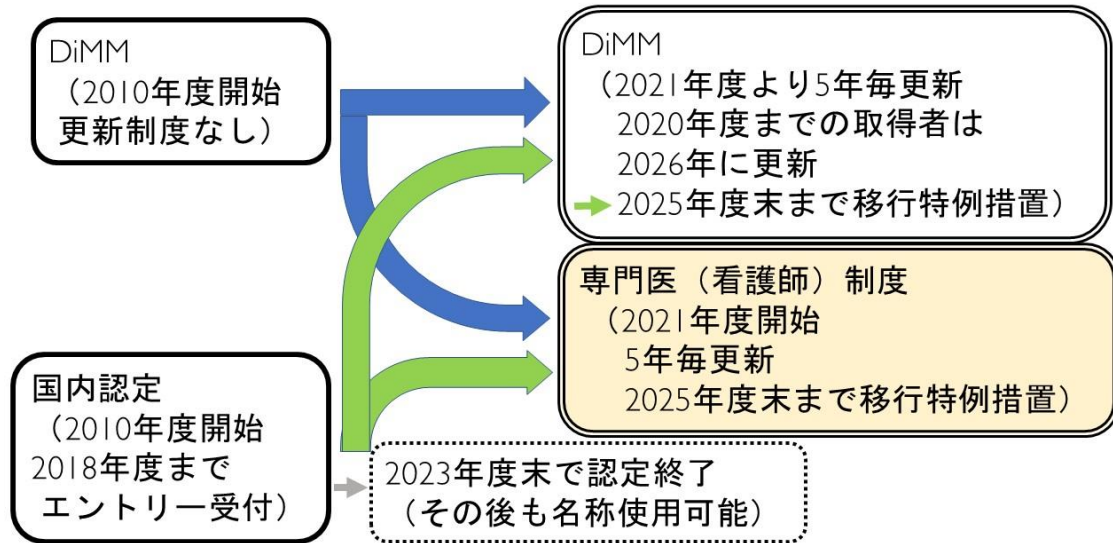 DiMM
（2010年度開始
更新制度なし）
DiMM
（2021年度より5年毎更新
2020年度までの取得者は
2026年に更新
2025年度末まで移行特例措置）
専門医（看護師）制度
（2021年度開始
5年毎更新
2025年度末まで移行特例措置）
国内認定
（2010年度開始
2018年度まで
エントリー受付）
2023年度末で認定終了
（その後も名称使用可能）